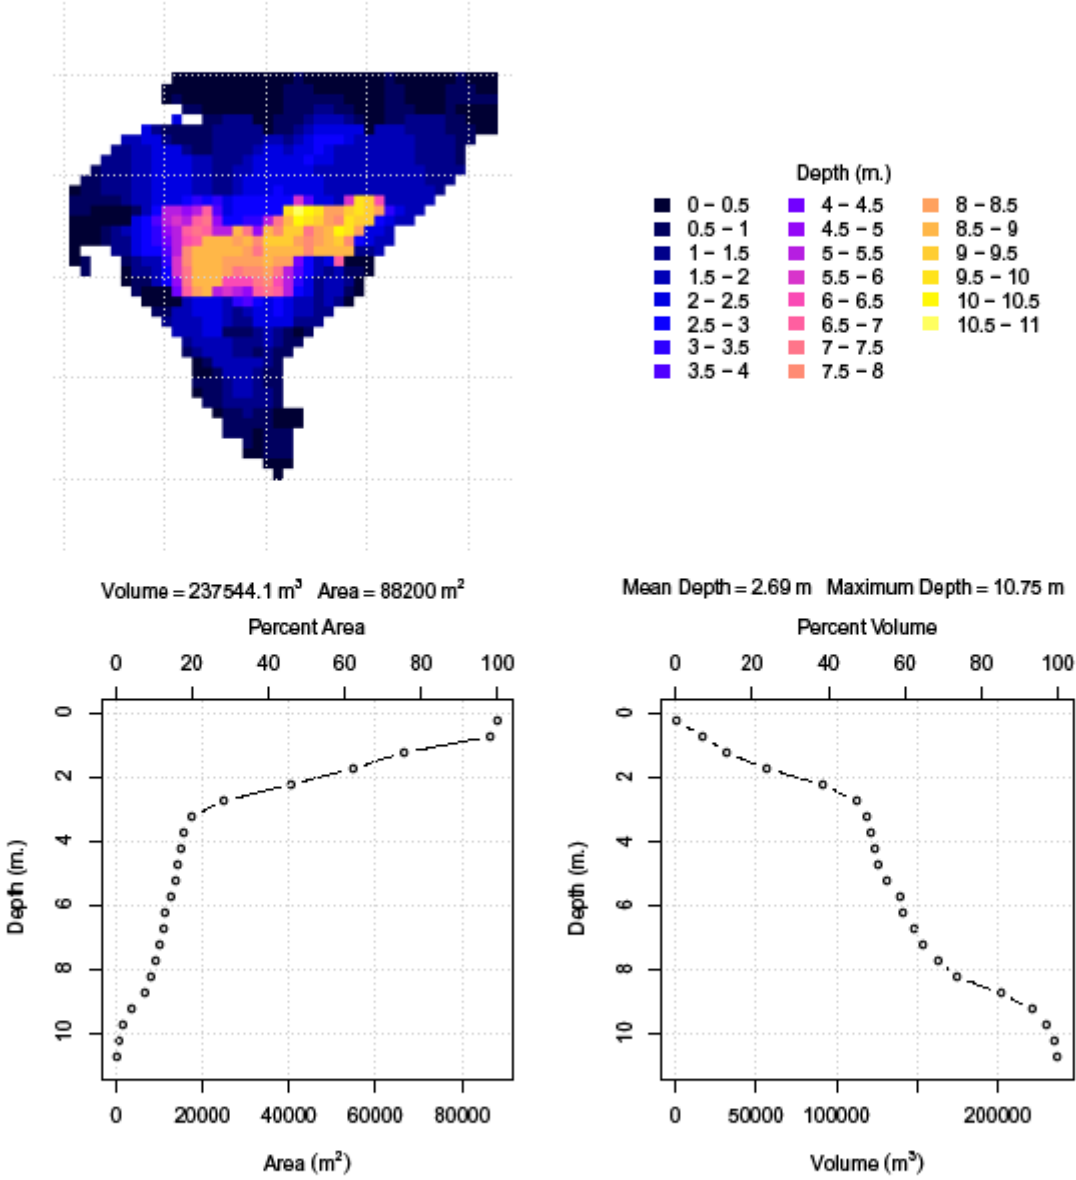 Depth (m.)
0 – 0.5 4 – 4.5 8 – 8.5
0.5 – 1 4.5 – 5 8.5 – 9
1 – 1.5 5 – 5.5 9 – 9.5
1.5 – 2 5.5 – 6 9.5 – 10
2 – 2.5 6 – 6.5 10 – 10.5
2.5 – 3 6.5 – 7 10.5 – 11
3 – 3.5 7 – 7.5
3.5 – 4 7.5 – 8
Volume = 237544.1 m³ Area = 88200 m²
Mean Depth = 2.69 m Maximum Depth = 10.75 m
Percent Area
0 20 40 60 80 100
Depth (m.)
0
2
4
6
8
10
0 20000 40000 60000 80000
Area (m²)
Percent Volume
0 20 40 60 80 100
Depth (m.)
0
2
4
6
8
10
0 50000 100000 200000
Volume (m³)